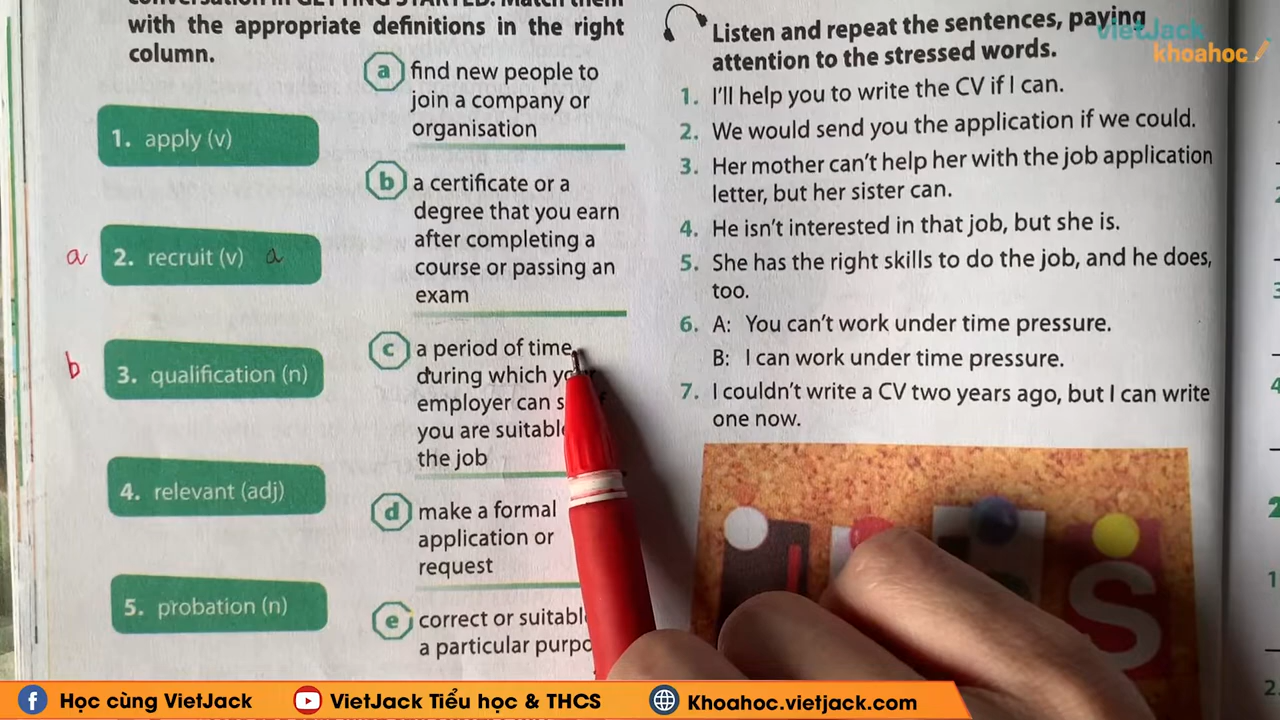 with the appropriate definitions in the right
column.
1. apply (v)
a 2. recruit (v) a
b 3. qualification (n)
4. relevant (adj)
5. probation (n)
a find new people to
join a company or
organisation
b a certificate or a
degree that you earn
after completing a
course or passing an
exam
c a period of time
during which
employer can
you are suitable
the job
d make a formal
application or
request
e correct or suitable
a particular
Listen and repeat the sentences, paying
attention to the stressed words.
1. I'll help you to write the CV if I can.
2. We would send you the application if we could.
3. Her mother can't help her with the job application
letter, but her sister can.
4. He isn't interested in that job, but she is.
5. She has the right skills to do the job, and he does,
too.
6. A: You can't work under time pressure.
B: I can work under time pressure.
7. I couldn't write a CV two years ago, but I can write
one now.
S
vietJack
khoahoc
Học cùng VietJack
VietJack Tiểu học & THCS
Khoahoc.vietjack.com